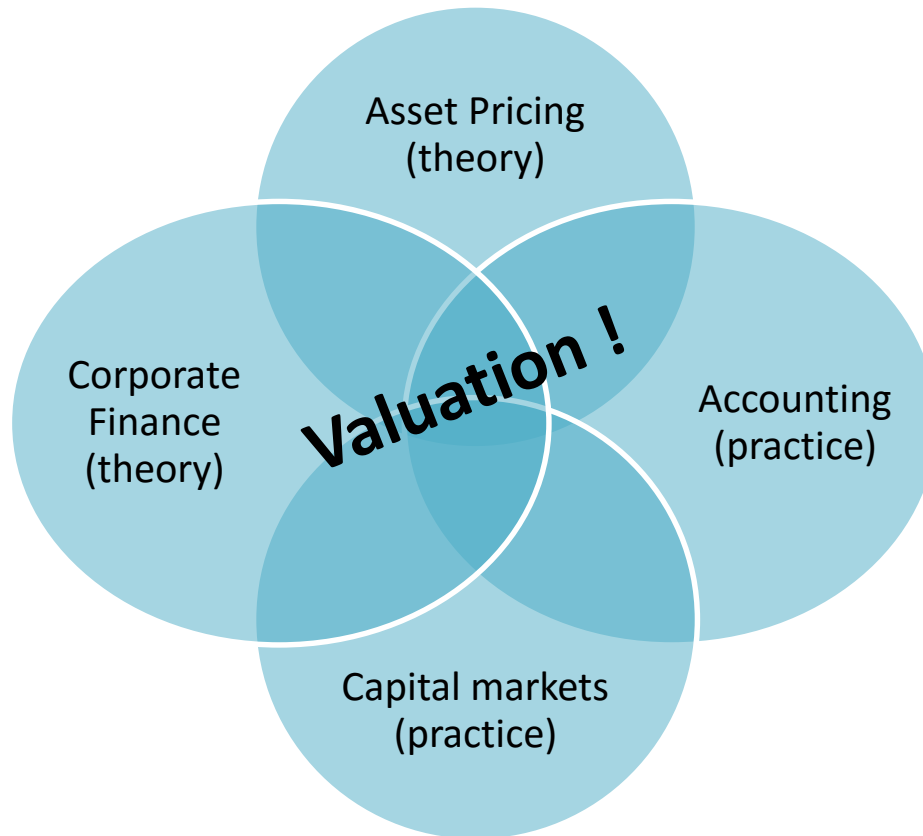 Asset Pricing
(theory)
Corporate
Finance
(theory)
Valuation !
Accounting
(practice)
Capital markets
(practice)